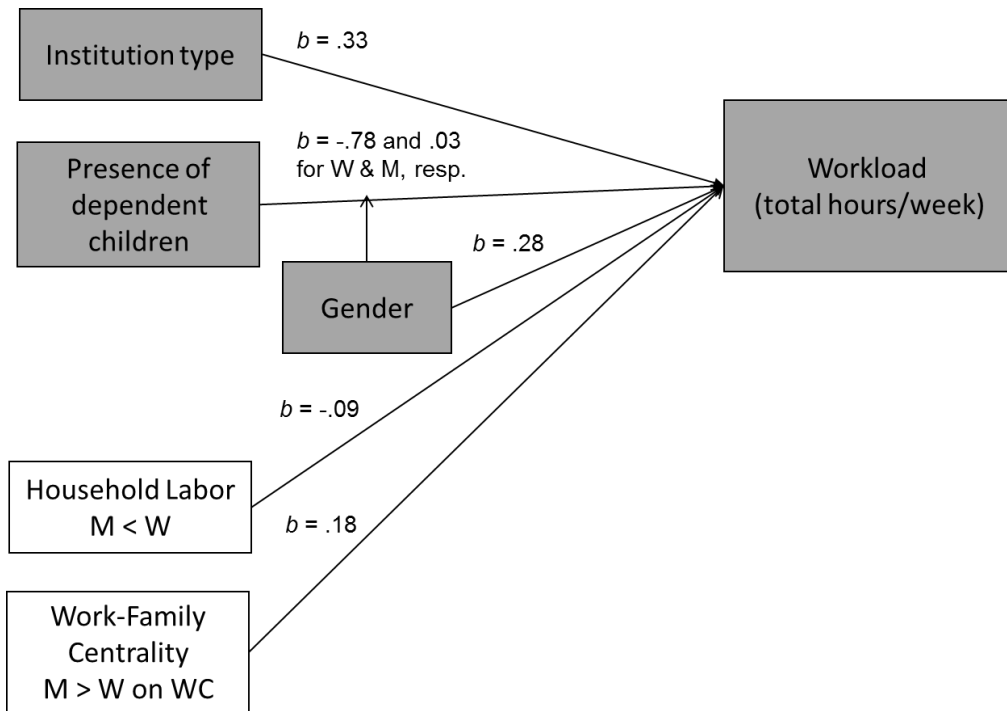 Institution type
b = .33
Presence of
dependent
children
b = -.78 and .03
for W & M, resp.
Workload
(total hours/week)
Gender
b = .28
Household Labor
M < W
b = -.09
Work-Family
Centrality
M > W on WC
b = .18